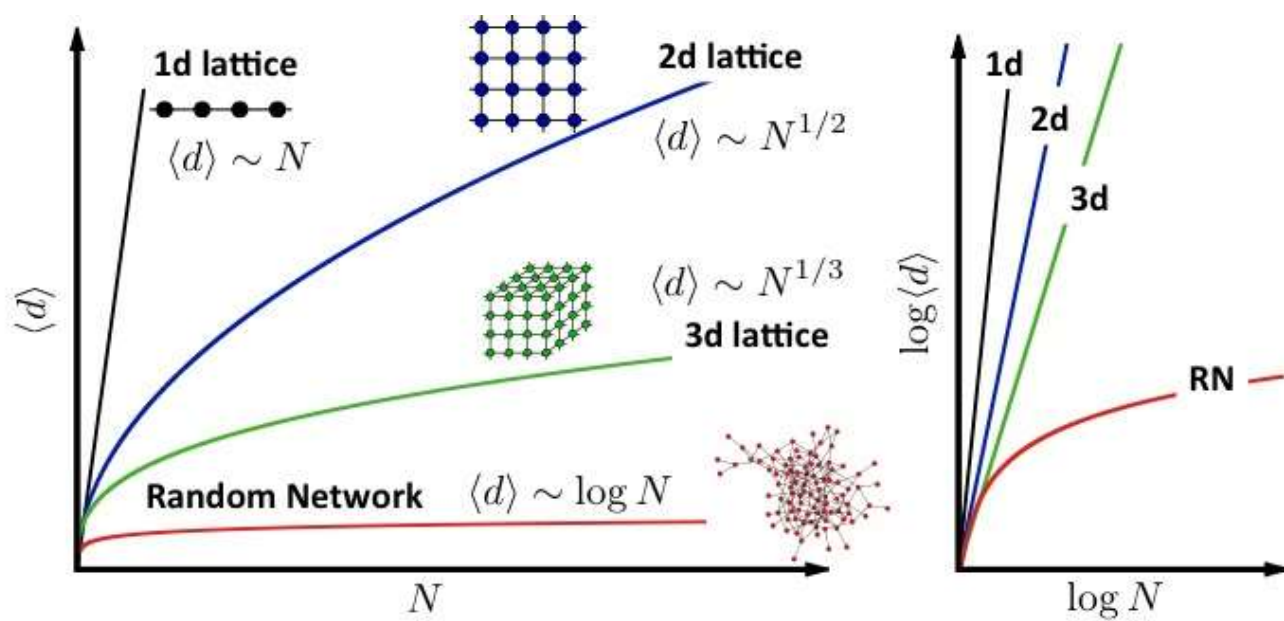 1d lattice
⟨d⟩ ∼ N
2d lattice
⟨d⟩ ∼ N^{1/2}
⟨d⟩ ∼ N^{1/3}
3d lattice
Random Network ⟨d⟩ ∼ log N
⟨d⟩
N
1d
2d
3d
RN
log⟨d⟩
log N